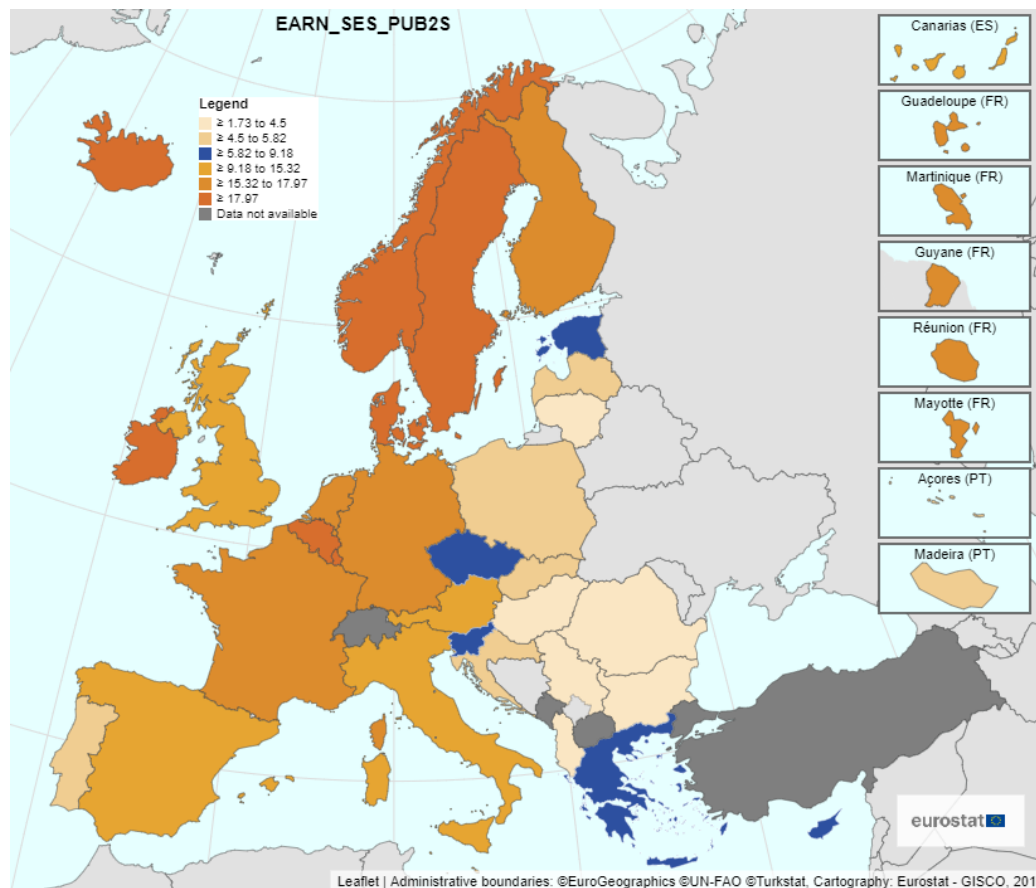 EARN_SES_PUB2S
Legend
≥ 1.73 to 4.5
≥ 4.5 to 5.82
≥ 5.82 to 9.18
≥ 9.18 to 15.32
≥ 15.32 to 17.97
≥ 17.97
Data not available
Canarias (ES)
Guadeloupe (FR)
Martinique (FR)
Guyane (FR)
Réunion (FR)
Mayotte (FR)
Açores (PT)
Madeira (PT)
eurostat
Leaflet | Administrative boundaries: ©EuroGeographics ©UN-FAO ©Turkstat, Cartography: Eurostat - GISCO, 20